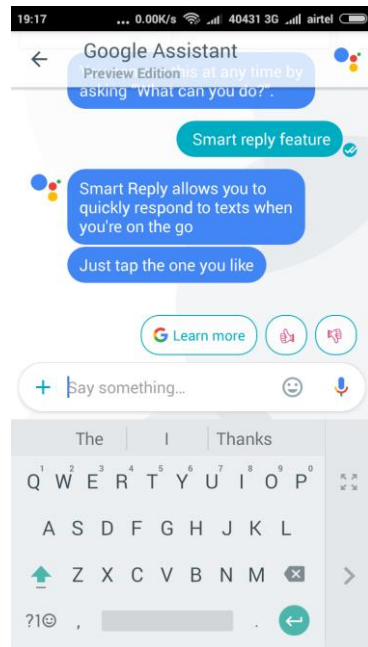 19:17 ... 0.00K/s 40431 3G airtel
Google Assistant
Preview Edition
this at any time by
asking "What can you do?".
Smart reply feature
Smart Reply allows you to
quickly respond to texts when
you're on the go
Just tap the one you like
G Learn more
+ Say something...
The I Thanks
1 2 3 4 5 6 7 8 9 0
Q W E R T Y U I O P
A S D F G H J K L
Z X C V B N M
?1☺ , .